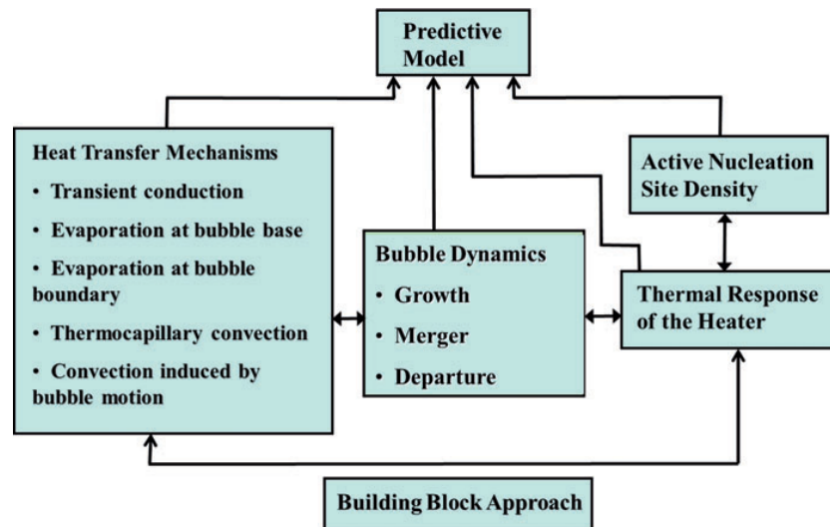 Predictive
Model
Heat Transfer Mechanisms
• Transient conduction
• Evaporation at bubble base
• Evaporation at bubble
boundary
• Thermocapillary convection
• Convection induced by
bubble motion
Bubble Dynamics
• Growth
• Merger
• Departure
Active Nucleation
Site Density
Thermal Response
of the Heater
Building Block Approach